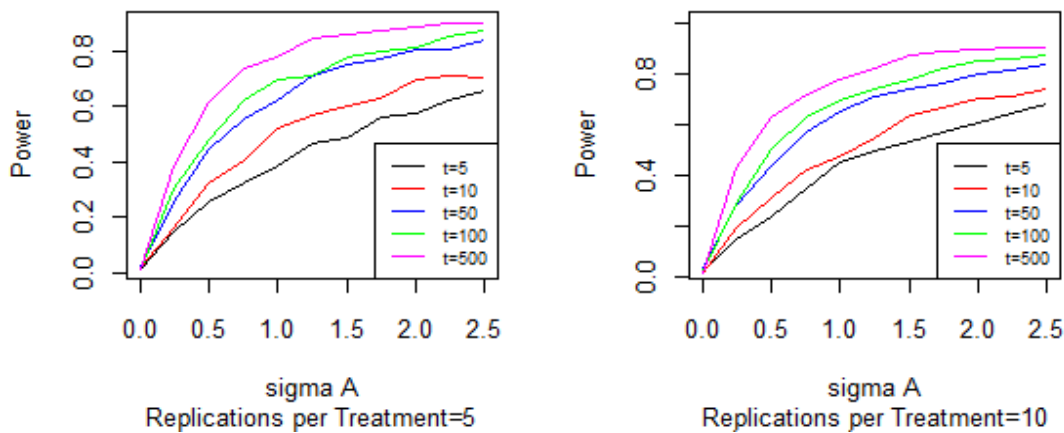 Power
0.8
0.6
0.4
0.2
0.0
t=5
t=10
t=50
t=100
t=500
0.0 0.5 1.0 1.5 2.0 2.5
sigma A
Replications per Treatment=5
Power
0.8
0.4
0.0
t=5
t=10
t=50
t=100
t=500
0.0 0.5 1.0 1.5 2.0 2.5
sigma A
Replications per Treatment=10